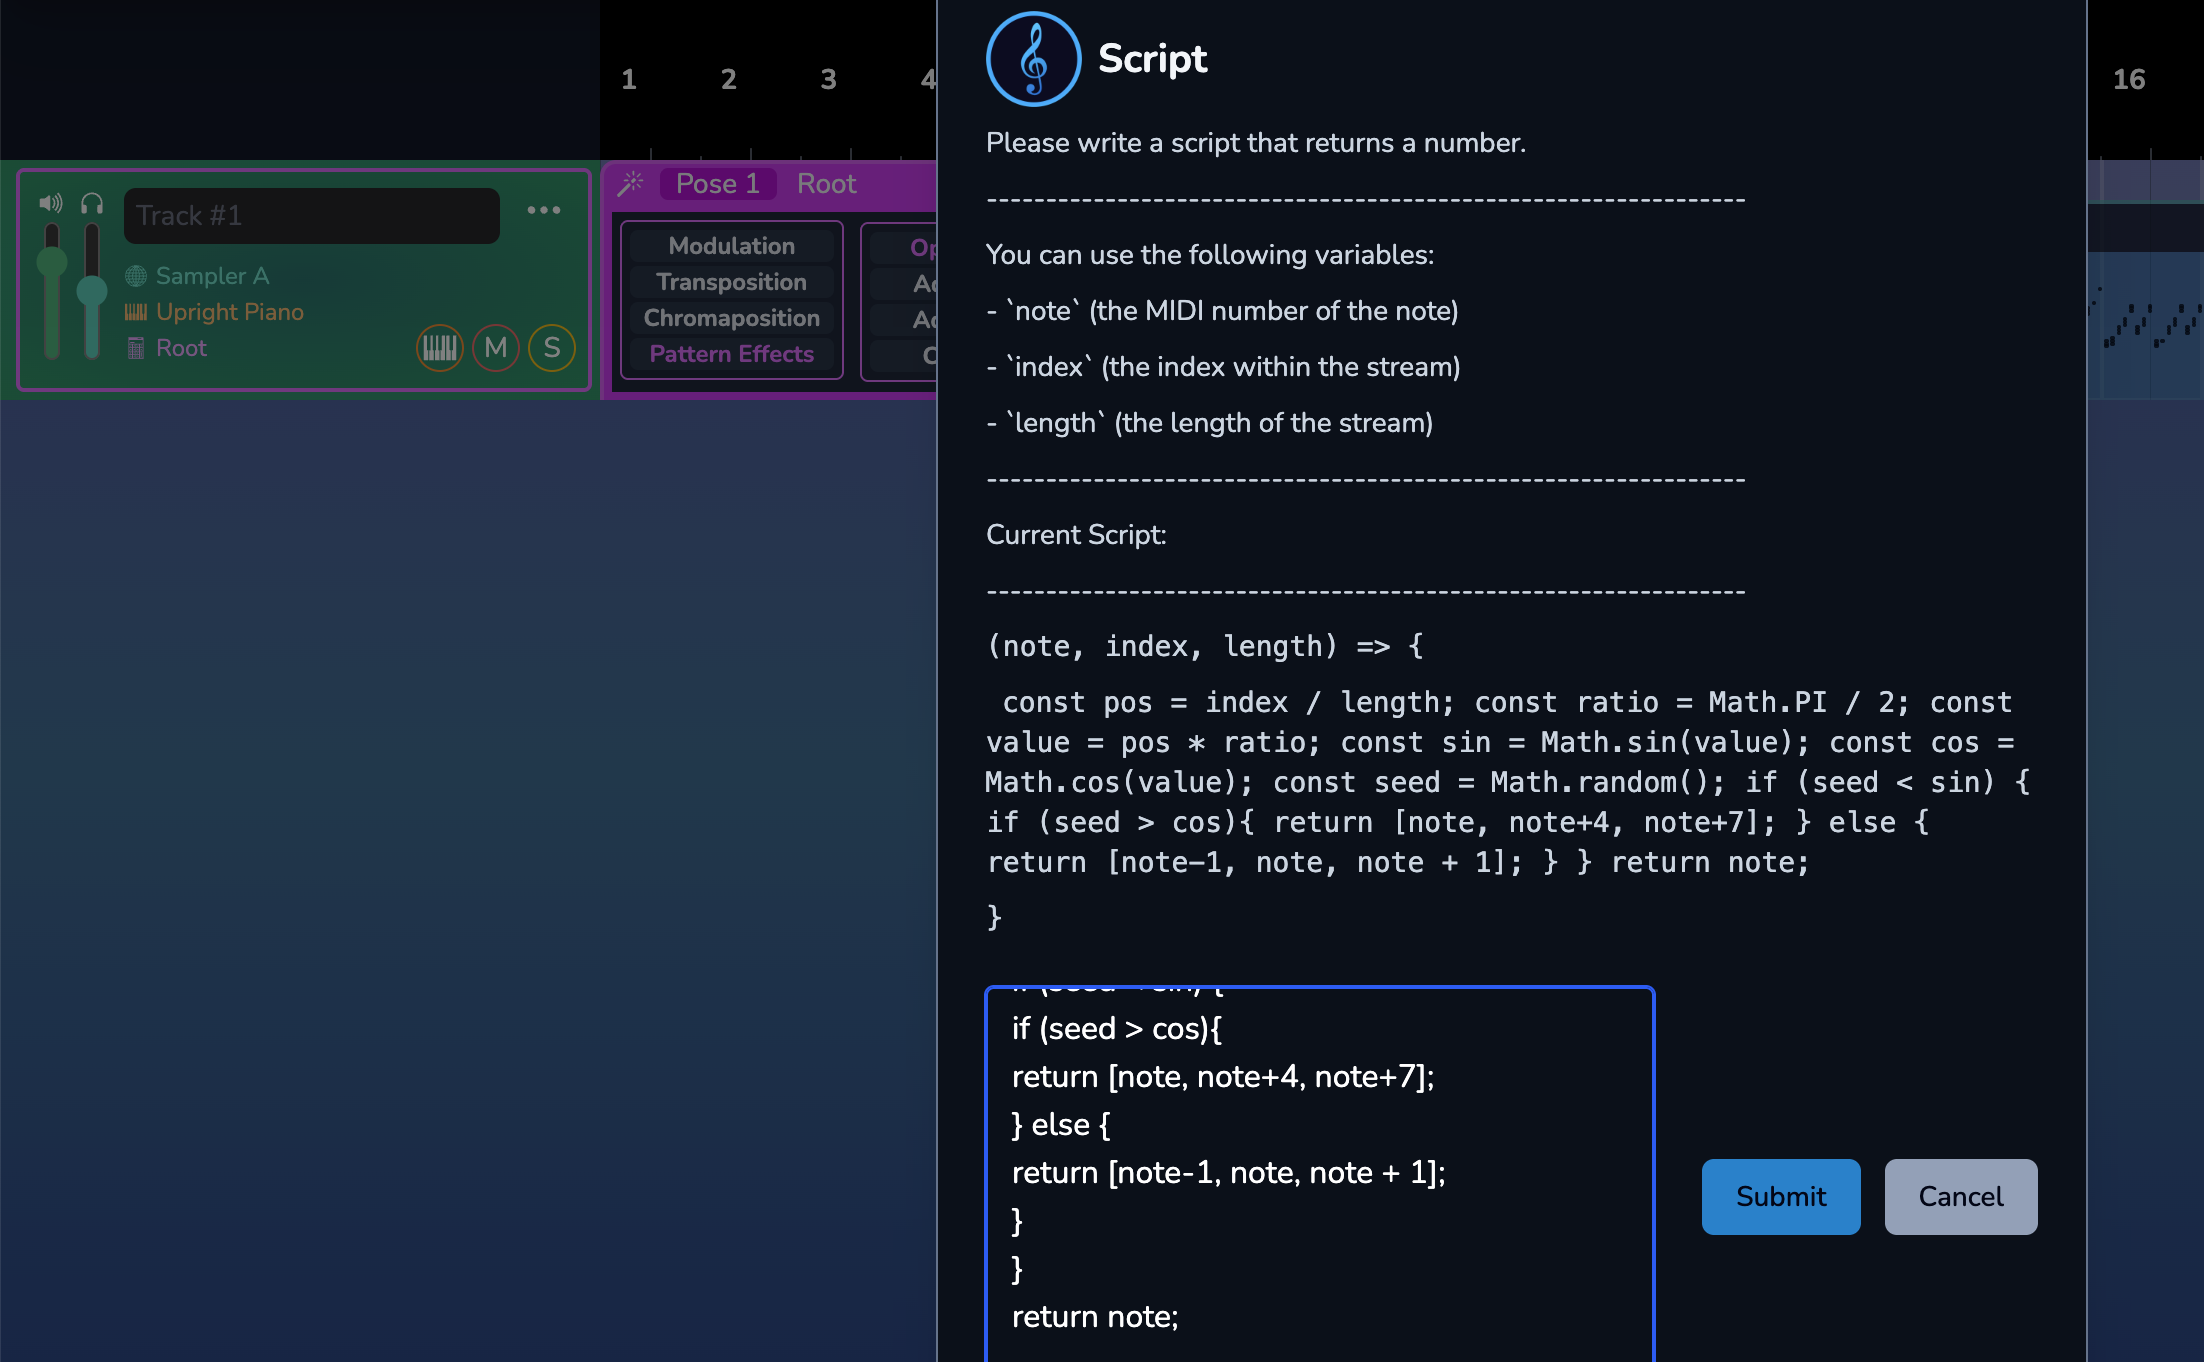 1 2 3 4
16
Track #1
Sampler A
Upright Piano
Root
M S
Pose 1 Root
Modulation
Transposition
Chromaposition
Pattern Effects
Script
Please write a script that returns a number.
----------------------------------------------------------------
You can use the following variables:
- `note` (the MIDI number of the note)
- `index` (the index within the stream)
- `length` (the length of the stream)
----------------------------------------------------------------
Current Script:
----------------------------------------------------------------
(note, index, length) => {
const pos = index / length; const ratio = Math.PI / 2; const
value = pos * ratio; const sin = Math.sin(value); const cos =
Math.cos(value); const seed = Math.random(); if (seed < sin) {
if (seed > cos){ return [note, note+4, note+7]; } else {
return [note-1, note, note + 1]; } } return note;
}
if (seed > cos){
return [note, note+4, note+7];
} else {
return [note-1, note, note + 1];
}
}
return note;
Submit Cancel